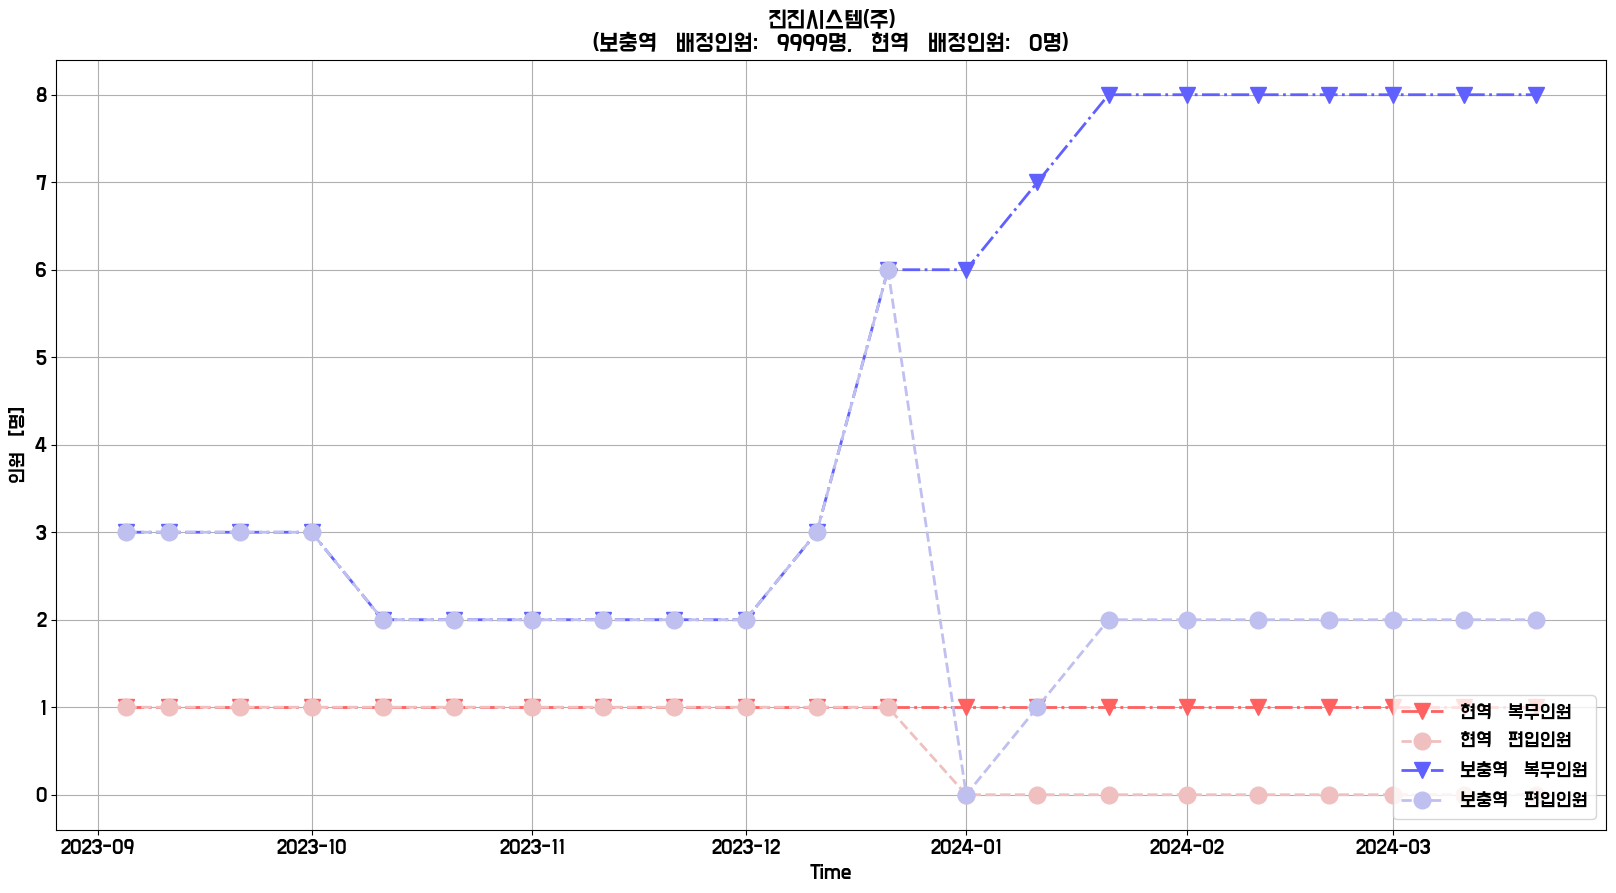 진진시스템(주)
(보충역 배정인원: 9999명, 현역 배정인원: 0명)
8
7
6
5
4
3
2
1
0
인원 [명]
2023-09 2023-10 2023-11 2023-12 2024-01 2024-02 2024-03
Time
현역 복무인원
현역 편입인원
보충역 복무인원
보충역 편입인원